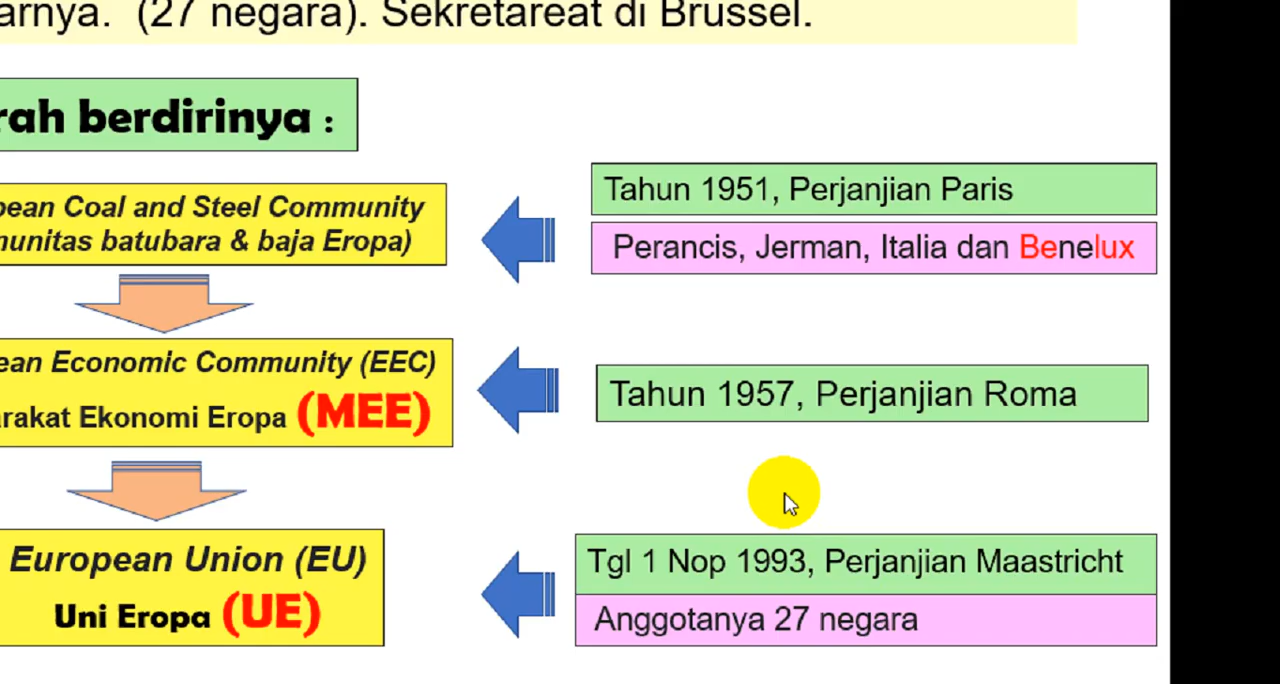 arnya. (27 negara). Sekretareat di Brussel.
rah berdirinya :
pean Coal and Steel Community
munitas batubara & baja Eropa)
Tahun 1951, Perjanjian Paris
Perancis, Jerman, Italia dan Benelux
ean Economic Community (EEC)
arakat Ekonomi Eropa (MEE)
Tahun 1957, Perjanjian Roma
European Union (EU)
Uni Eropa (UE)
Tgl 1 Nop 1993, Perjanjian Maastricht
Anggotanya 27 negara